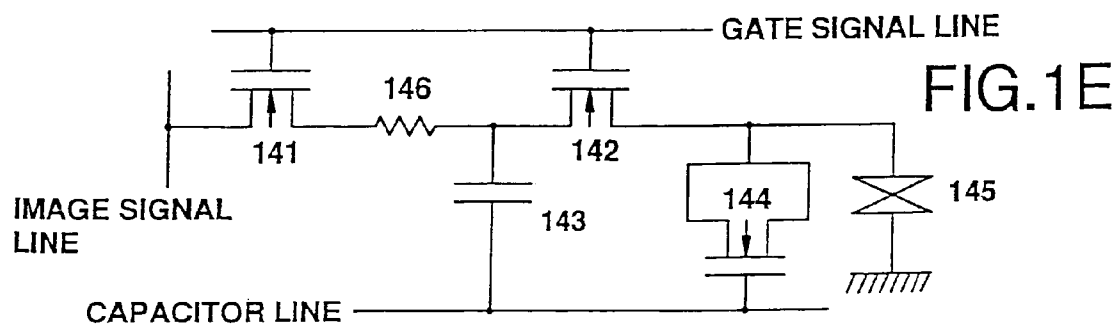 GATE SIGNAL LINE
FIG.1E
146
141
142
IMAGE SIGNAL
LINE
143
144
145
CAPACITOR LINE